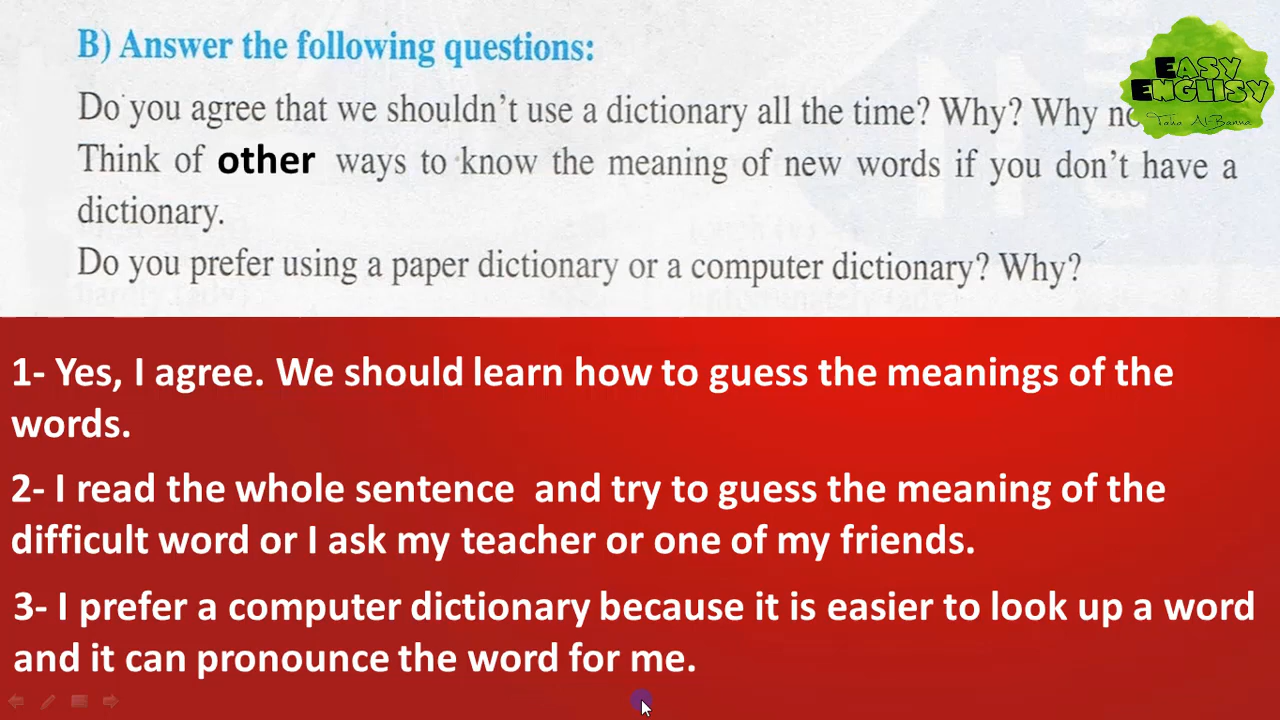 B) Answer the following questions:
EASY
ENGLISY
Taha Al-Banna
Do you agree that we shouldn't use a dictionary all the time? Why? Why
Think of other ways to know the meaning of new words if you don't have a
dictionary.
Do you prefer using a paper dictionary or a computer dictionary? Why?
1- Yes, I agree. We should learn how to guess the meanings of the
words.
2- I read the whole sentence and try to guess the meaning of the
difficult word or I ask my teacher or one of my friends.
3- I prefer a computer dictionary because it is easier to look up a word
and it can pronounce the word for me.